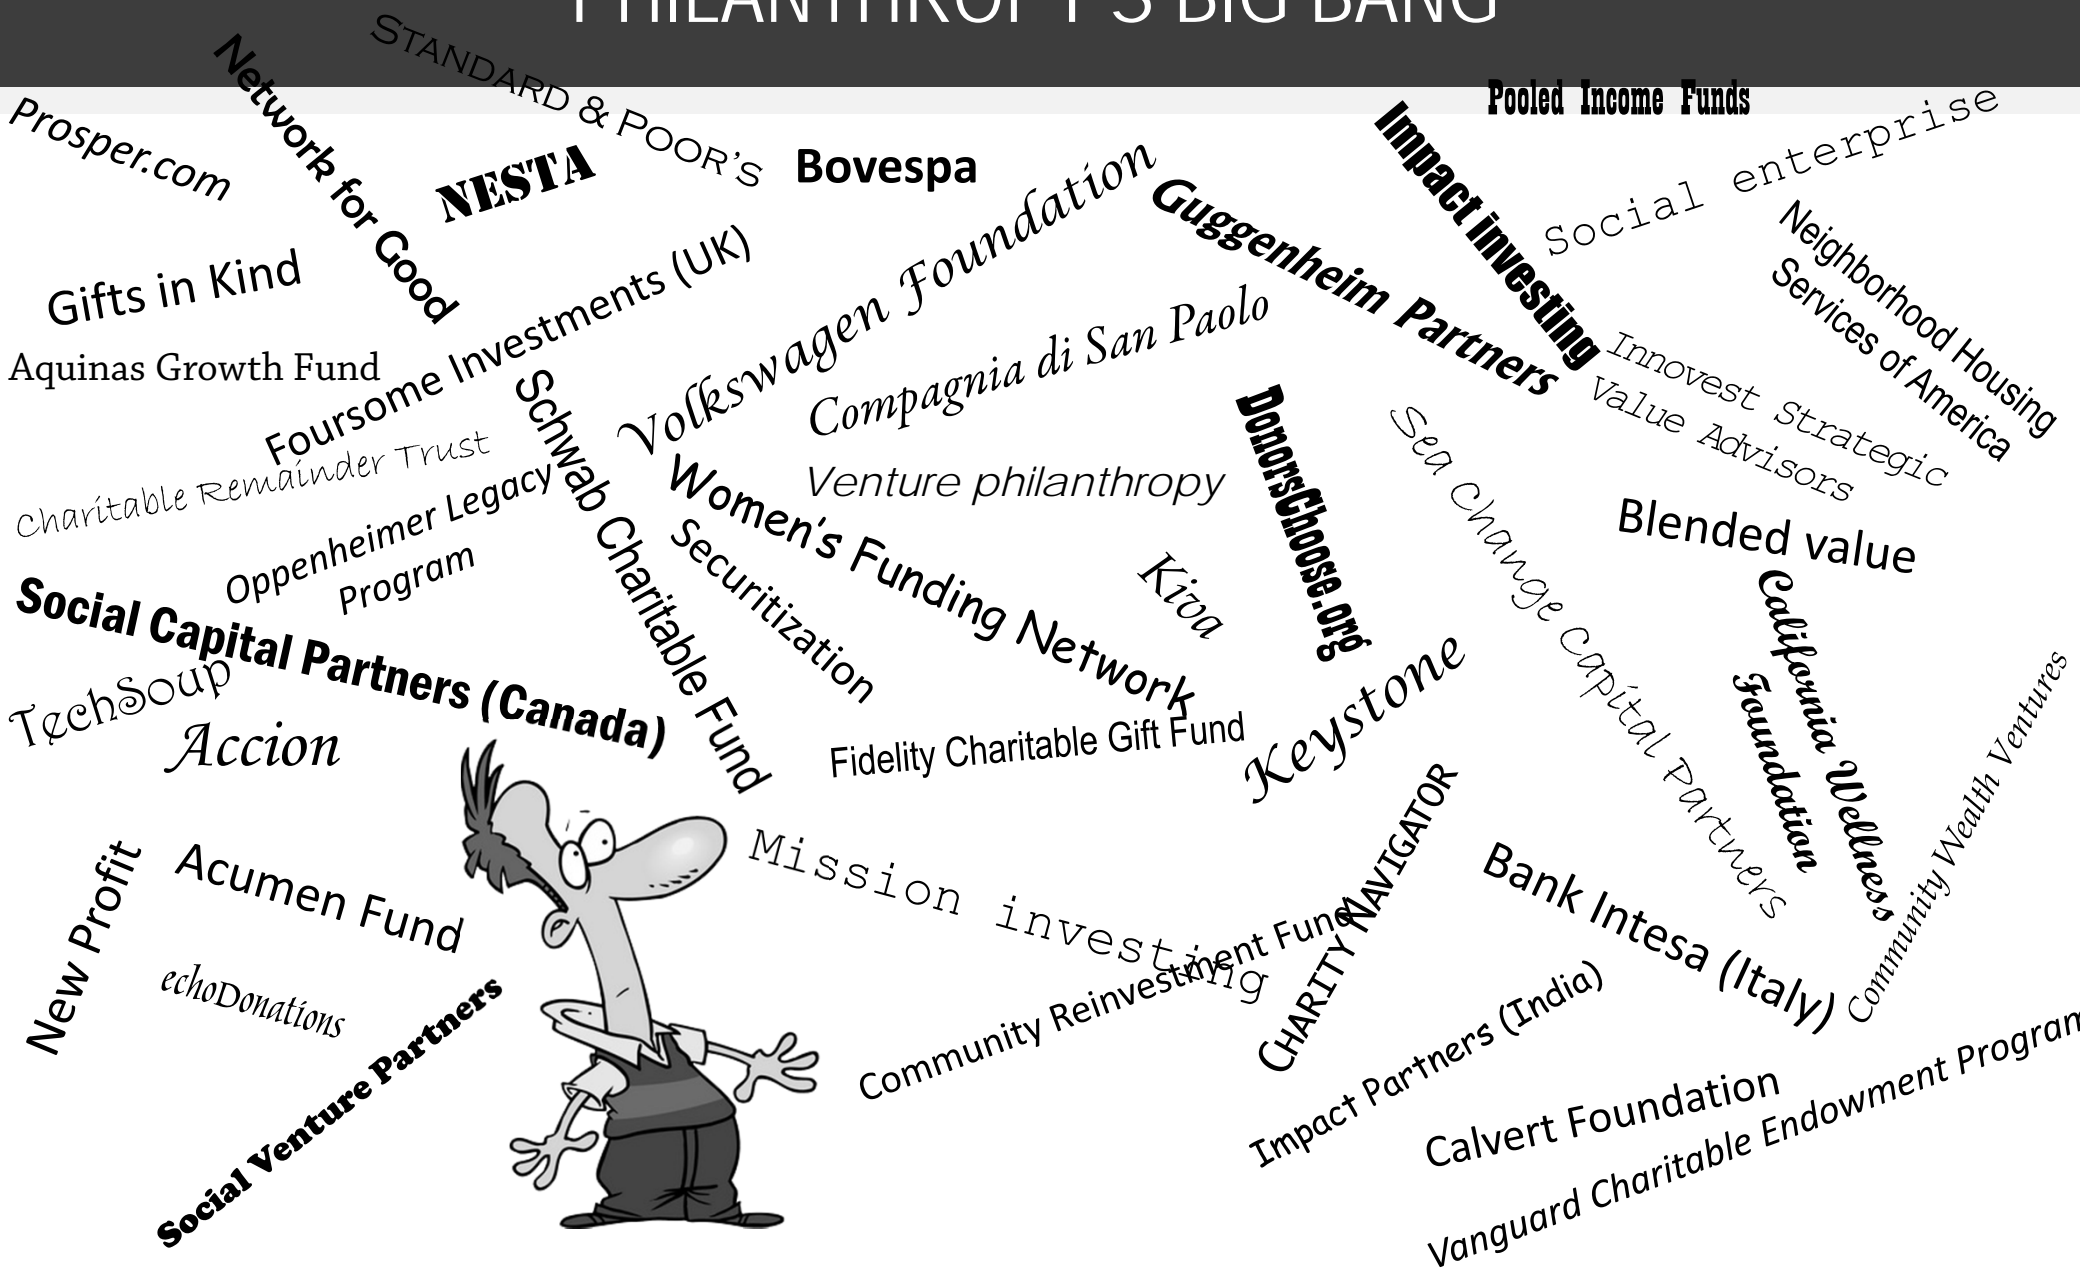 PHILANTHROPY'S BIG BANG
STANDARD & POOR'S
Network for Good
Prosper.com
NESTA
Bovespa
Pooled Income Funds
Impact investing
Social enterprise
Gifts in Kind
Foursome Investments (UK)
Volkswagen Foundation
Guggenheim Partners
Neighborhood Housing
Services of America
Aquinas Growth Fund
Compagnia di San Paolo
Innovest Strategic
Value Advisors
Charitable Remainder Trust
Schwab Charitable Fund
Women's Funding Network
Venture philanthropy
DonorsChoose.org
Sea Change Capital Partners
Oppenheimer Legacy
Program
Securitization
Kiva
Blended value
Social Capital Partners (Canada)
California Wellness
Foundation
TechSoup
Accion
Fidelity Charitable Gift Fund
Keystone
Community Wealth Ventures
New Profit
Acumen Fund
Mission investing
CHARITY NAVIGATOR
Bank Intesa (Italy)
echoDonations
Community Reinvestment Fund
Social Venture Partners
Impact Partners (India)
Calvert Foundation
Vanguard Charitable Endowment Program